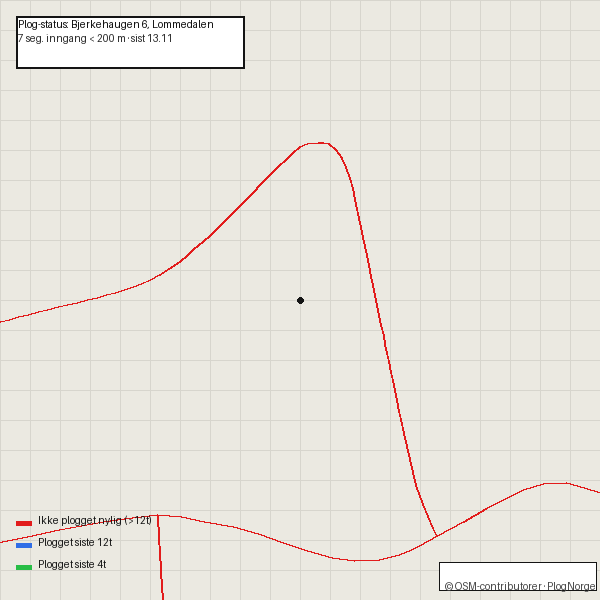 Plog-status: Bjerkehaugen 6, Lommedalen
7 seg. inngang < 200 m · sist 13.11
Ikke plogget nylig (>12t)
Plogget siste 12t
Plogget siste 4t
© OSM-contributorer · PlogNorge